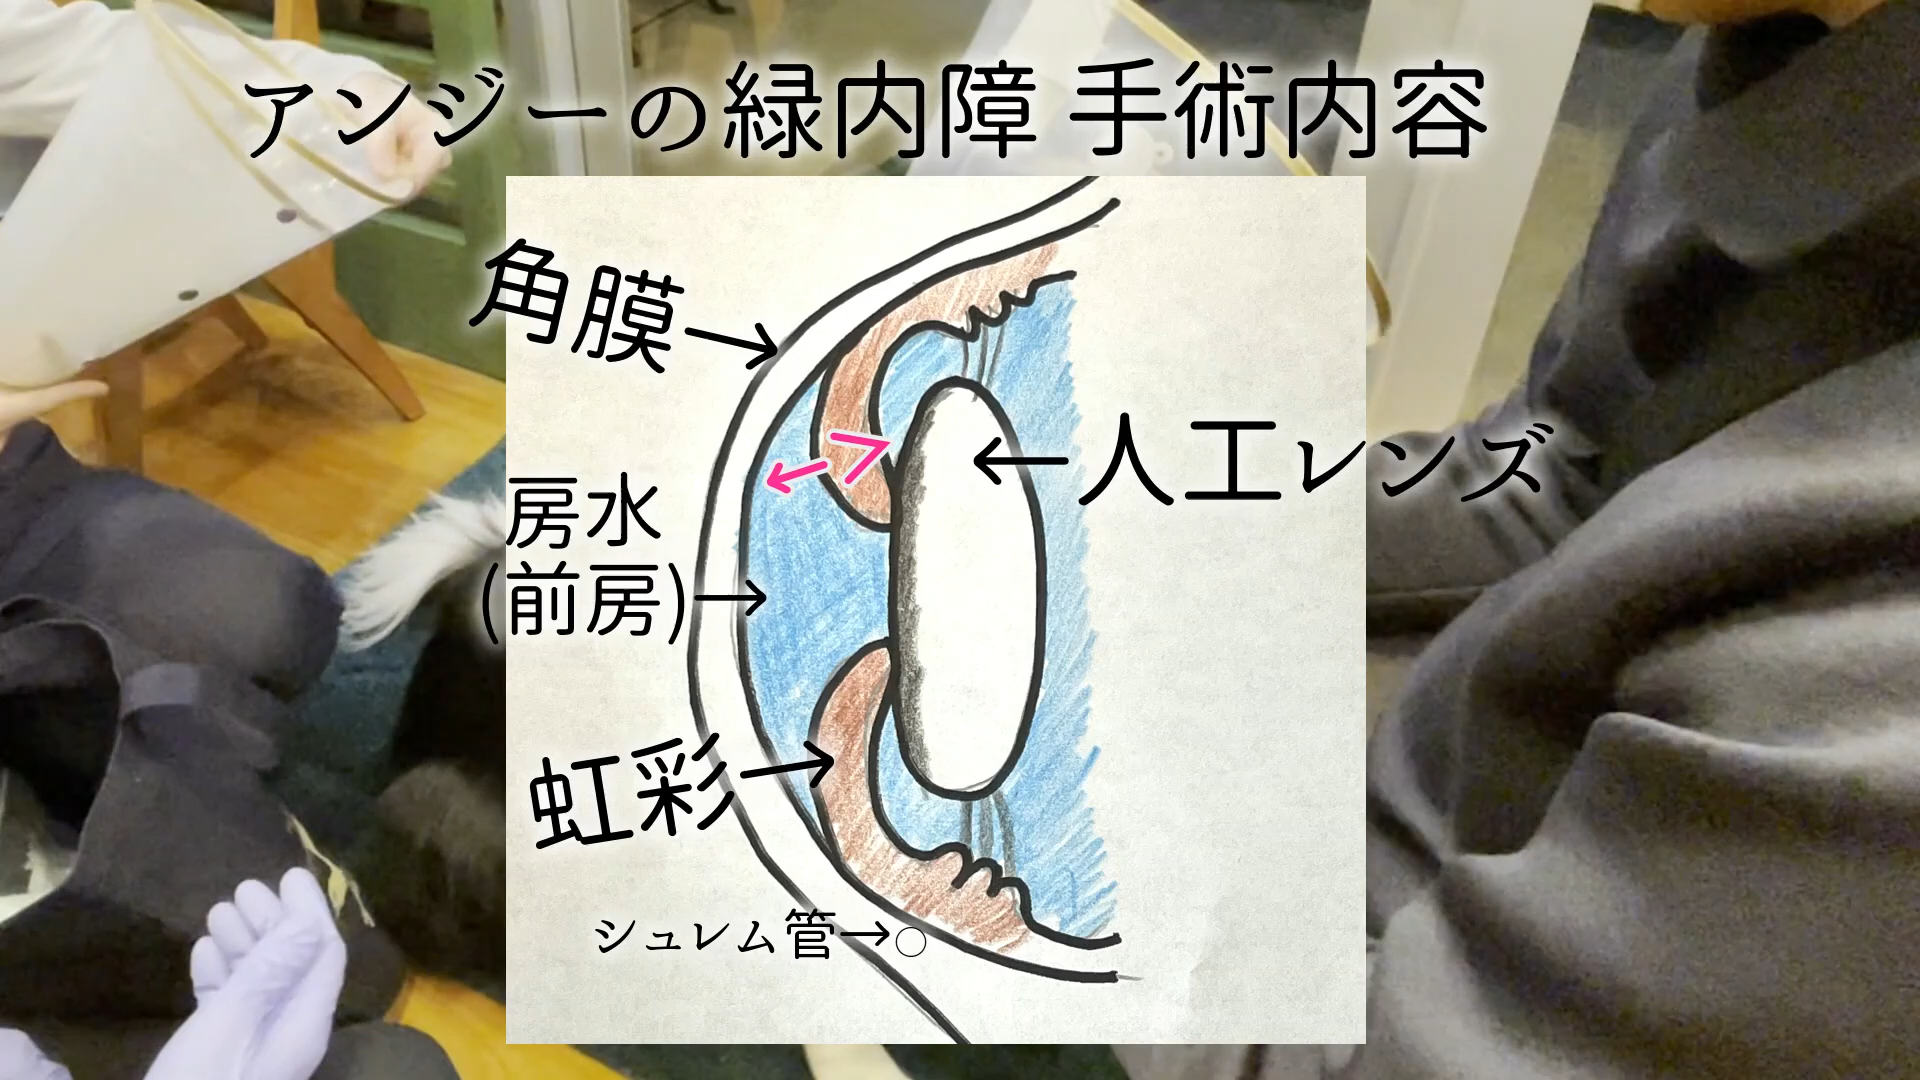 アンジーの緑内障 手術内容
角膜→
←人工レンズ
房水
(前房)→
虹彩→
シュレム管→○